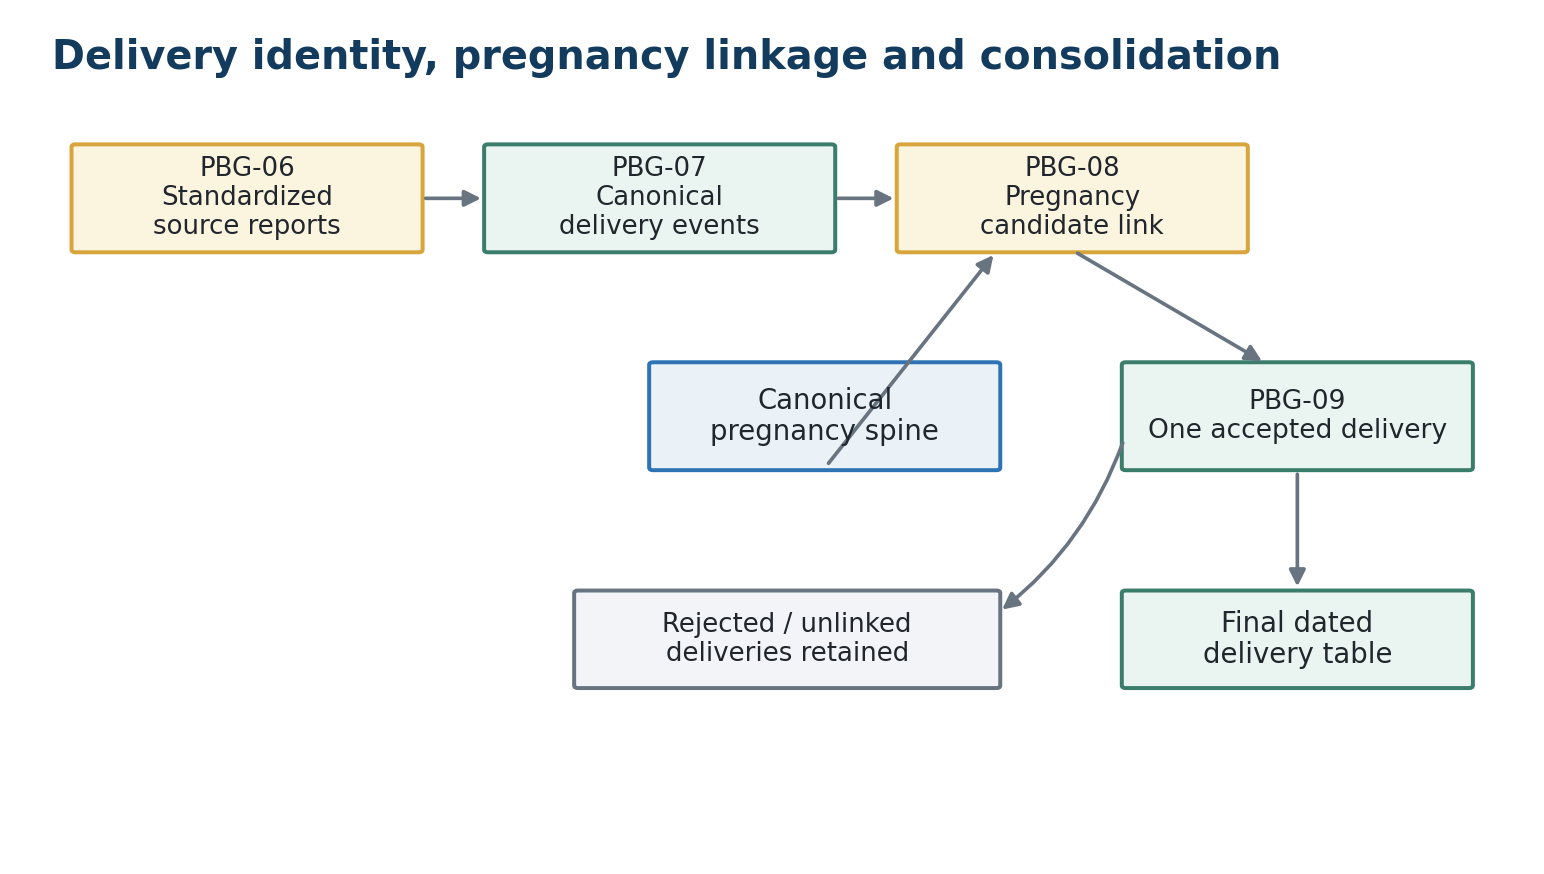 Delivery identity, pregnancy linkage and consolidation
PBG-06
Standardized
source reports
PBG-07
Canonical
delivery events
PBG-08
Pregnancy
candidate link
Canonical
pregnancy spine
PBG-09
One accepted delivery
Rejected / unlinked
deliveries retained
Final dated
delivery table